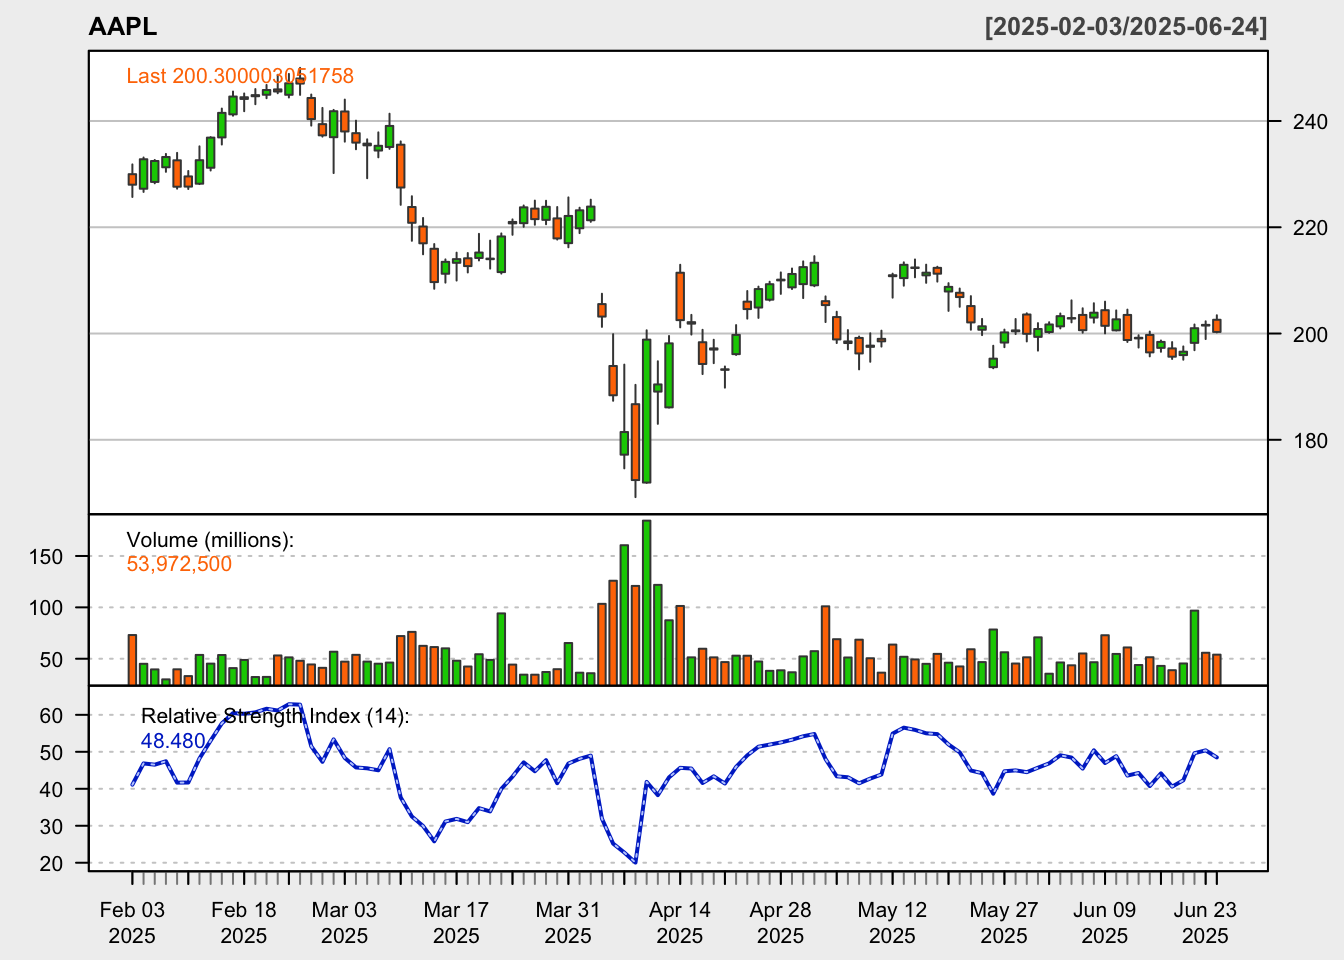 AAPL
[2025-02-03/2025-06-24]
Last 200.300003051758
240
220
200
180
Volume (millions):
53,972,500
150
100
50
Relative Strength Index (14):
48.480
60
50
40
30
20
Feb 03 Feb 18 Mar 03 Mar 17 Mar 31 Apr 14 Apr 28 May 12 May 27 Jun 09 Jun 23
2025 2025 2025 2025 2025 2025 2025 2025 2025 2025 2025